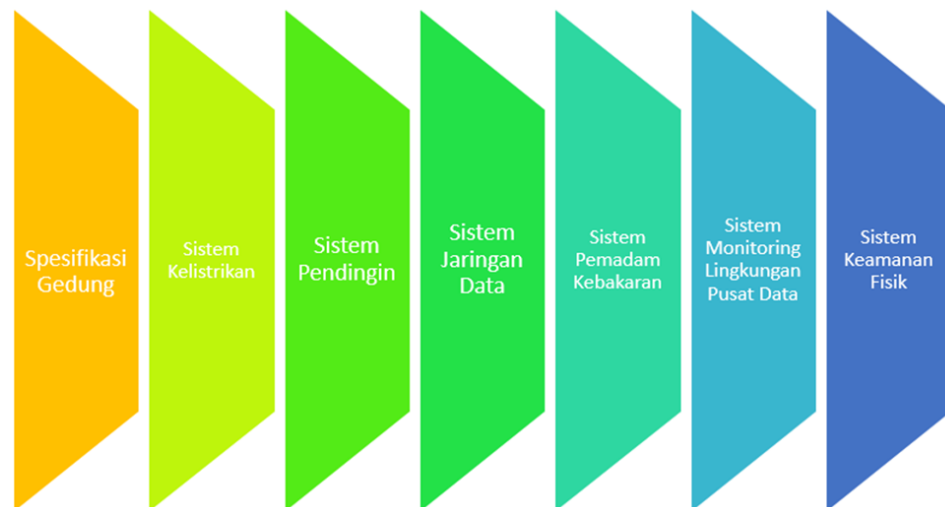 Spesifikasi
Gedung
Sistem
Kelistrikan
Sistem
Pendingin
Sistem
Jaringan
Data
Sistem
Pemadam
Kebakaran
Sistem
Monitoring
Lingkungan
Pusat Data
Sistem
Keamanan
Fisik